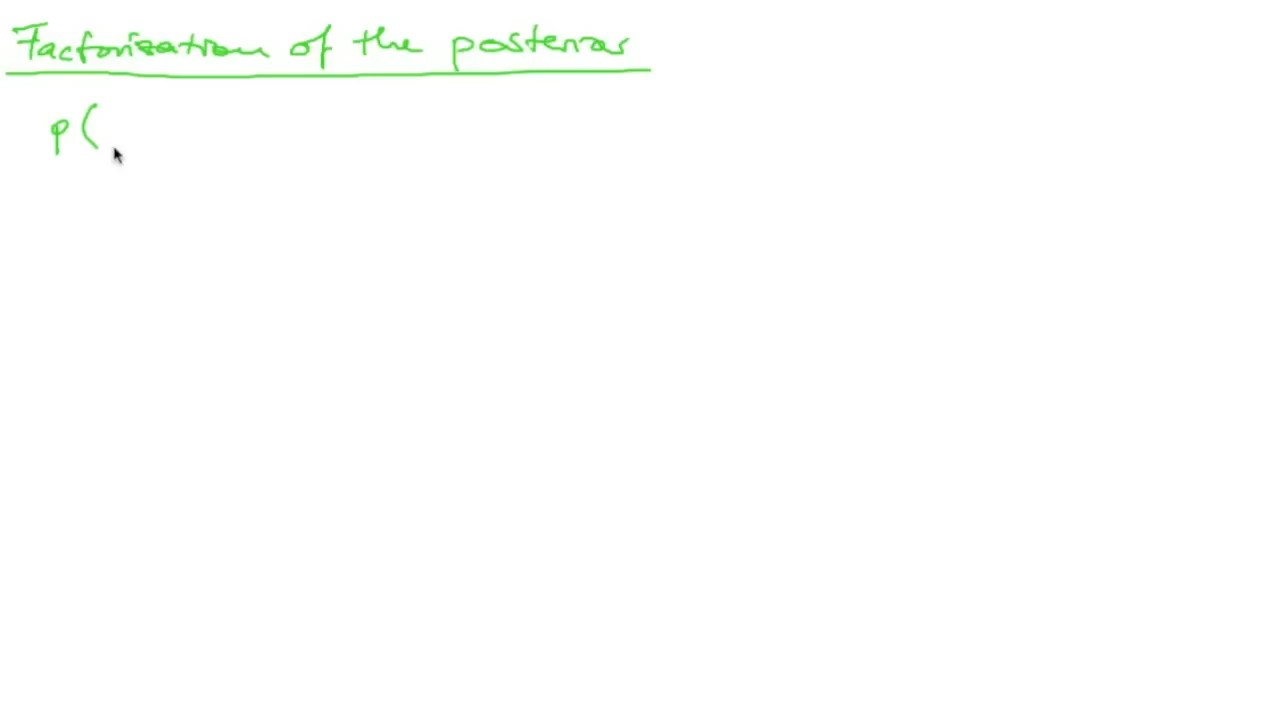 Factorization of the posterior
p (